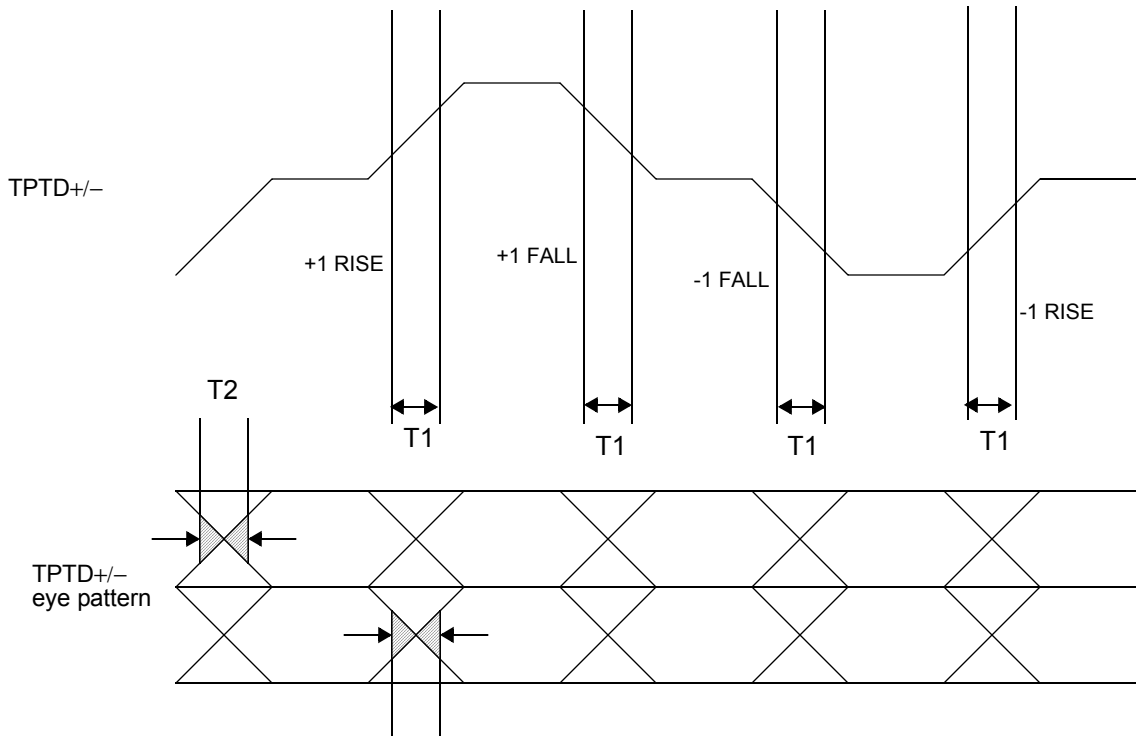 TPTD+/−
+1 RISE
+1 FALL
-1 FALL
-1 RISE
T2
T1
T1
T1
T1
TPTD+/−
eye pattern